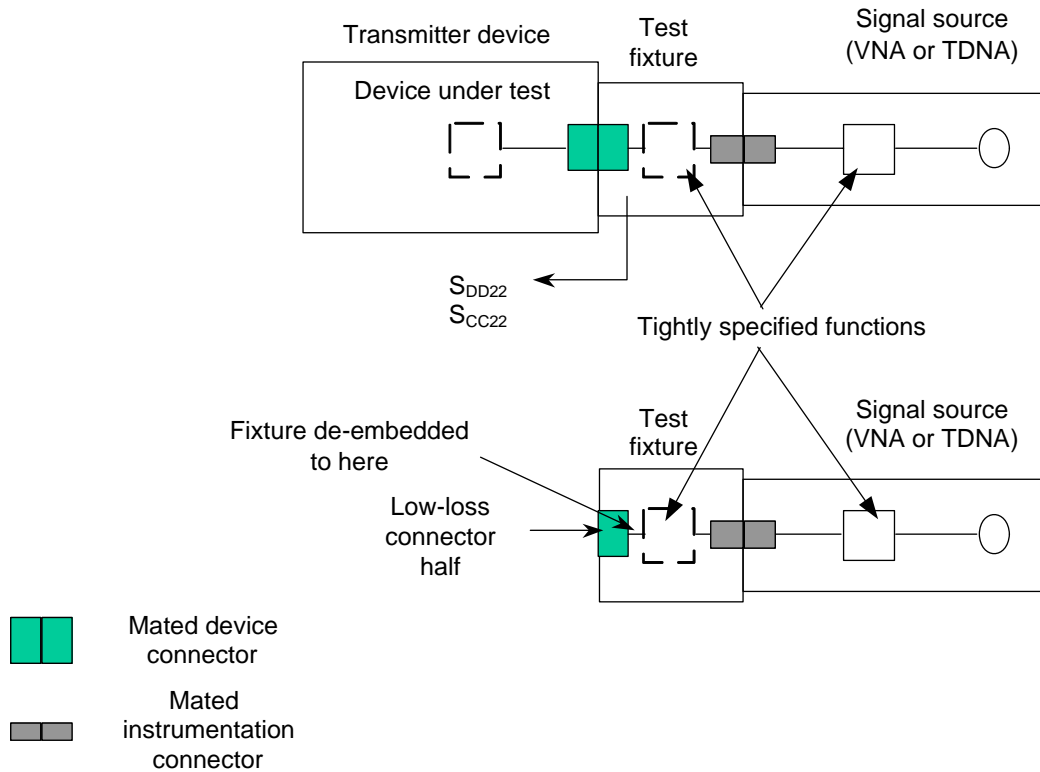 Transmitter device
Test
fixture
Signal source
(VNA or TDNA)
Device under test
SDD22
SCC22
Tightly specified functions
Fixture de-embedded
to here
Test
fixture
Signal source
(VNA or TDNA)
Low-loss
connector
half
Mated device
connector
Mated
instrumentation
connector